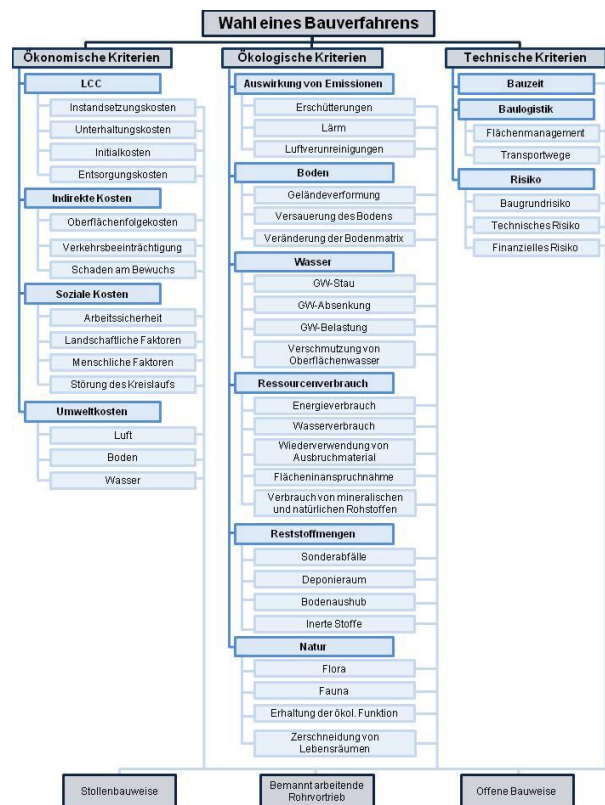 Wahl eines Bauverfahrens
Ökonomische Kriterien
LCC
Instandsetzungskosten
Unterhaltungskosten
Initialkosten
Entsorgungskosten
Indirekte Kosten
Oberflächenfolgekosten
Verkehrsbeeinträchtigung
Schaden am Bewuchs
Soziale Kosten
Arbeitssicherheit
Landschaftliche Faktoren
Menschliche Faktoren
Störung des Kreislaufs
Umweltkosten
Luft
Boden
Wasser
Ökologische Kriterien
Auswirkung von Emissionen
Erschütterungen
Lärm
Luftverunreinigungen
Boden
Geländeverformung
Versauerung des Bodens
Veränderung der Bodenmatrix
Wasser
GW-Stau
GW-Absenkung
GW-Belastung
Verschmutzung von
Oberflächenwasser
Ressourcenverbrauch
Energieverbrauch
Wasserverbrauch
Wiederverwendung von
Ausbruchmaterial
Flächeninanspruchnahme
Verbrauch von mineralischen
und natürlichen Rohstoffen
Reststoffmengen
Sonderabfälle
Deponieraum
Bodenaushub
Inerte Stoffe
Natur
Flora
Fauna
Erhaltung der ökol. Funktion
Zerschneidung von
Lebensräumen
Technische Kriterien
Bauzeit
Baulogistik
Flächenmanagement
Transportwege
Risiko
Baugrundrisiko
Technisches Risiko
Finanzielles Risiko
Stollenbauweise
Bemannt arbeitende
Rohrvortrieb
Offene Bauweise